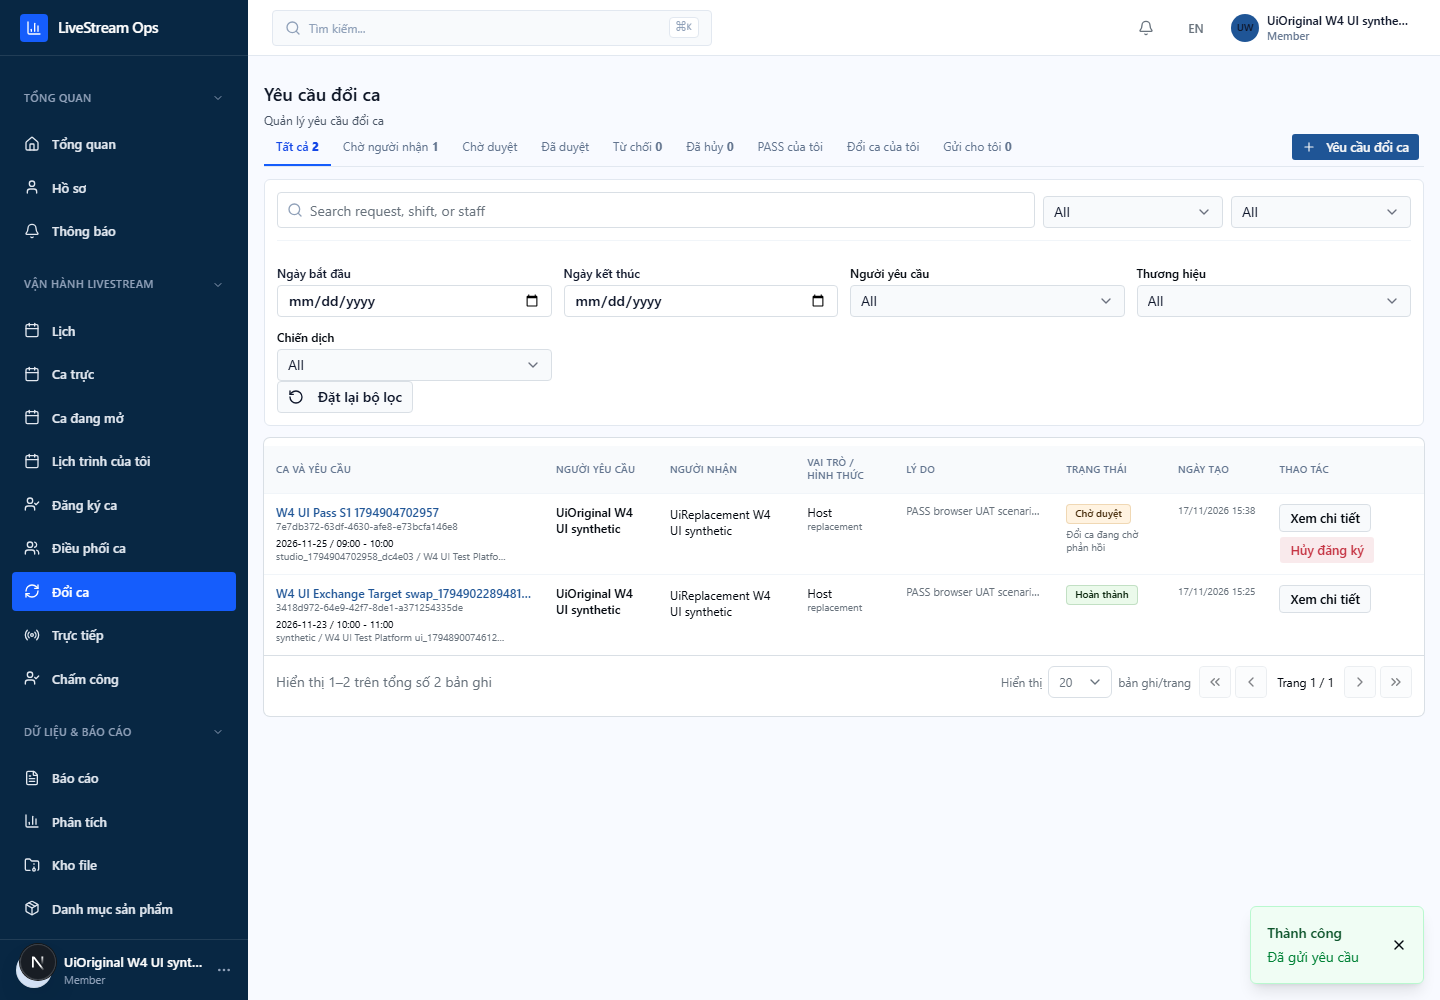 LiveStream Ops
Tìm kiếm...
⌘K
EN
UW
UiOriginal W4 UI synthe...
Member
TỔNG QUAN
Tổng quan
Hồ sơ
Thông báo
VẬN HÀNH LIVESTREAM
Lịch
Ca trực
Ca đang mở
Lịch trình của tôi
Đăng ký ca
Điều phối ca
Đổi ca
Trực tiếp
Chấm công
DỮ LIỆU & BÁO CÁO
Báo cáo
Phân tích
Kho file
Danh mục sản phẩm
N
UiOriginal W4 UI synt...
Member
Yêu cầu đổi ca
Quản lý yêu cầu đổi ca
Tất cả 2
Chờ người nhận 1
Chờ duyệt
Đã duyệt
Từ chối 0
Đã hủy 0
PASS của tôi
Đổi ca của tôi
Gửi cho tôi 0
Yêu cầu đổi ca
Search request, shift, or staff
All
All
Ngày bắt đầu
Ngày kết thúc
Người yêu cầu
Thương hiệu
mm/dd/yyyy
mm/dd/yyyy
All
All
Chiến dịch
All
Đặt lại bộ lọc
CA VÀ YÊU CẦU
NGƯỜI YÊU CẦU
NGƯỜI NHẬN
VAI TRÒ /
HÌNH THỨC
LÝ DO
TRẠNG THÁI
NGÀY TẠO
THAO TÁC
W4 UI Pass S1 1794904702957
7e7db372-63df-4630-afe8-e73bcfa146e8
2026-11-25 / 09:00 - 10:00
studio_1794904702958_dc4e03 / W4 UI Test Platfo...
UiOriginal W4
UI synthetic
UiReplacement W4
UI synthetic
Host
replacement
PASS browser UAT scenari...
Chờ duyệt
Đổi ca đang chờ
phản hồi
17/11/2026 15:38
Xem chi tiết
Hủy đăng ký
W4 UI Exchange Target swap_1794902289481...
3418d972-64e9-42f7-8de1-a371254335de
2026-11-23 / 10:00 - 11:00
synthetic / W4 UI Test Platform ui_1794890074612...
UiOriginal W4
UI synthetic
UiReplacement W4
UI synthetic
Host
replacement
PASS browser UAT scenari...
Hoàn thành
17/11/2026 15:25
Xem chi tiết
Hiển thị 1–2 trên tổng số 2 bản ghi
Hiển thị
20
bản ghi/trang
Trang 1 / 1
Thành công
Đã gửi yêu cầu